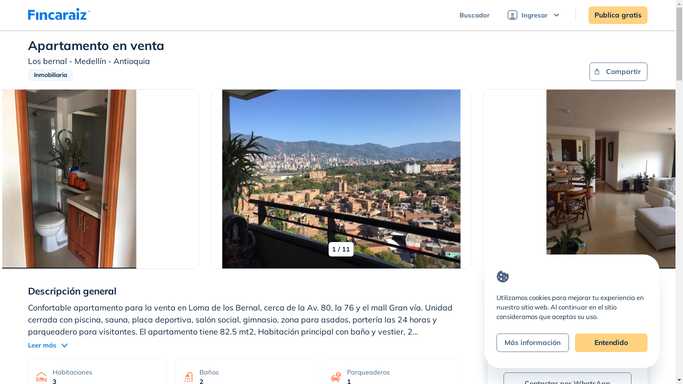 Fincaraiz
Buscador
Ingresar
Publica gratis
Apartamento en venta
Los bernal - Medellín - Antioquia
Inmobiliaria
Compartir
1 / 11
Descripción general
Confortable apartamento para la venta en Loma de los Bernal, cerca de la Av. 80, la 76 y el mall Gran vía. Unidad
cerrada con piscina, sauna, placa deportiva, salón social, gimnasio, zona para asados, portería las 24 horas y
parqueadero para visitantes. El apartamento tiene 82.5 mt2, Habitación principal con baño y vestier, 2...
Leer más
Habitaciones
3
Baños
2
Parqueaderos
1
Utilizamos cookies para mejorar tu experiencia en
nuestro sitio web. Al continuar en el sitio
consideramos que aceptas su uso.
Más información
Entendido
Contactar por WhatsApp